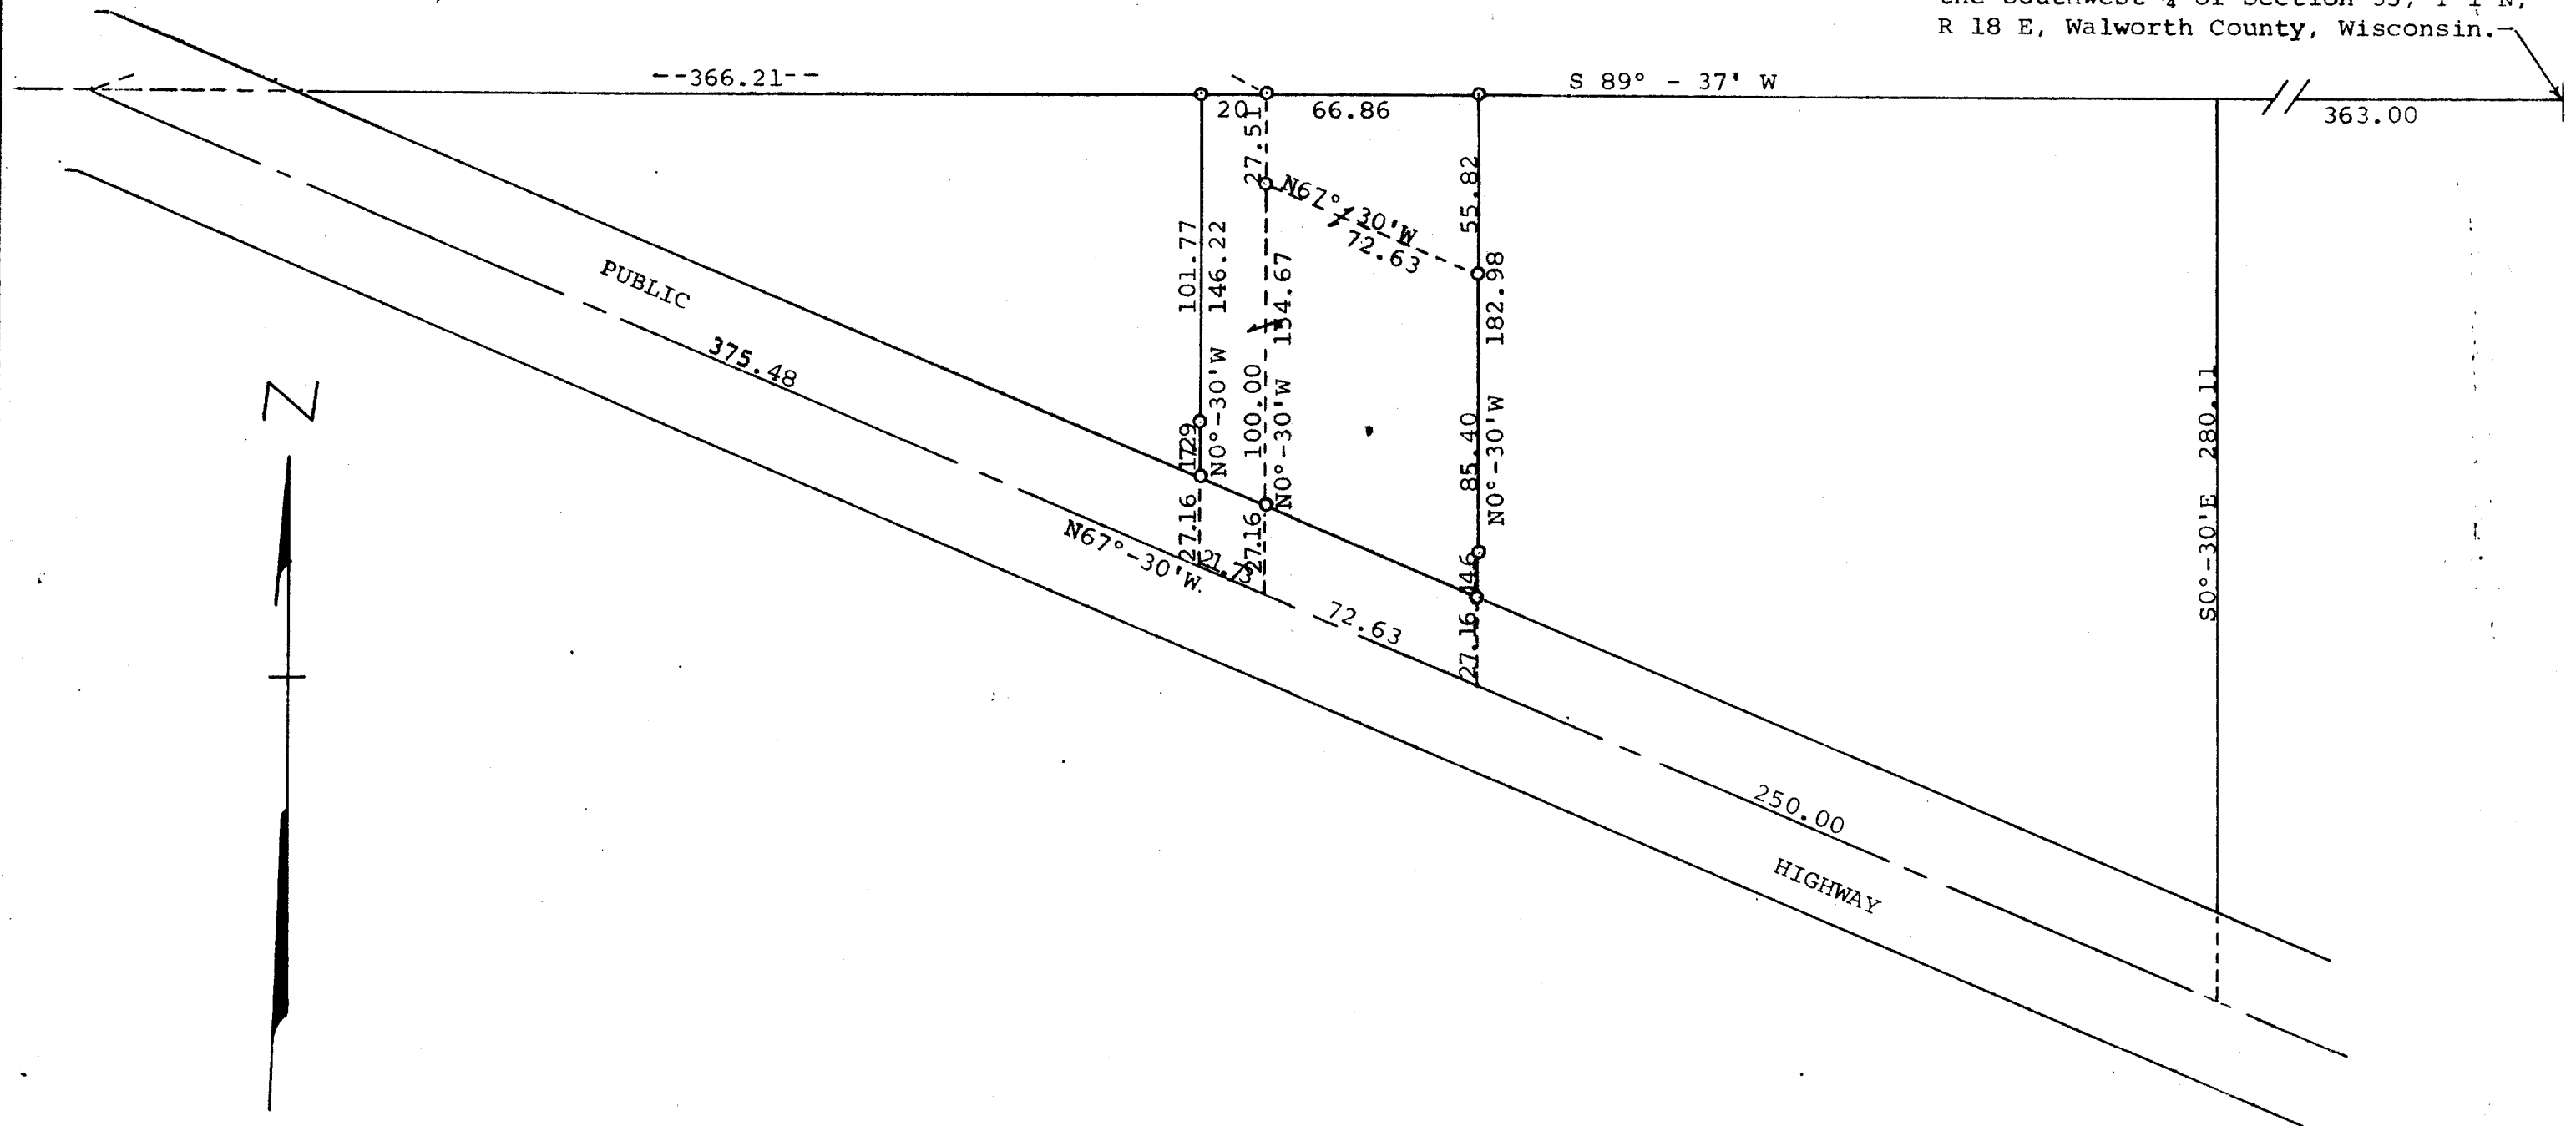 R 18 E, Walworth County, Wisconsin.
--366.21--
S 89° - 37' W
20
66.86
363.00
27.51
N67°-30'W
72.63
55.82
101.77
146.22
154.67
182.98
PUBLIC
375.48
N0°-30'W
100.00
N0°-30'W
85.40
N0°-30'W
S0°-30'E 280.11
N
17.29
27.16
27.16
21.73
N67°-30'W.
27.16
72.63
250.00
HIGHWAY